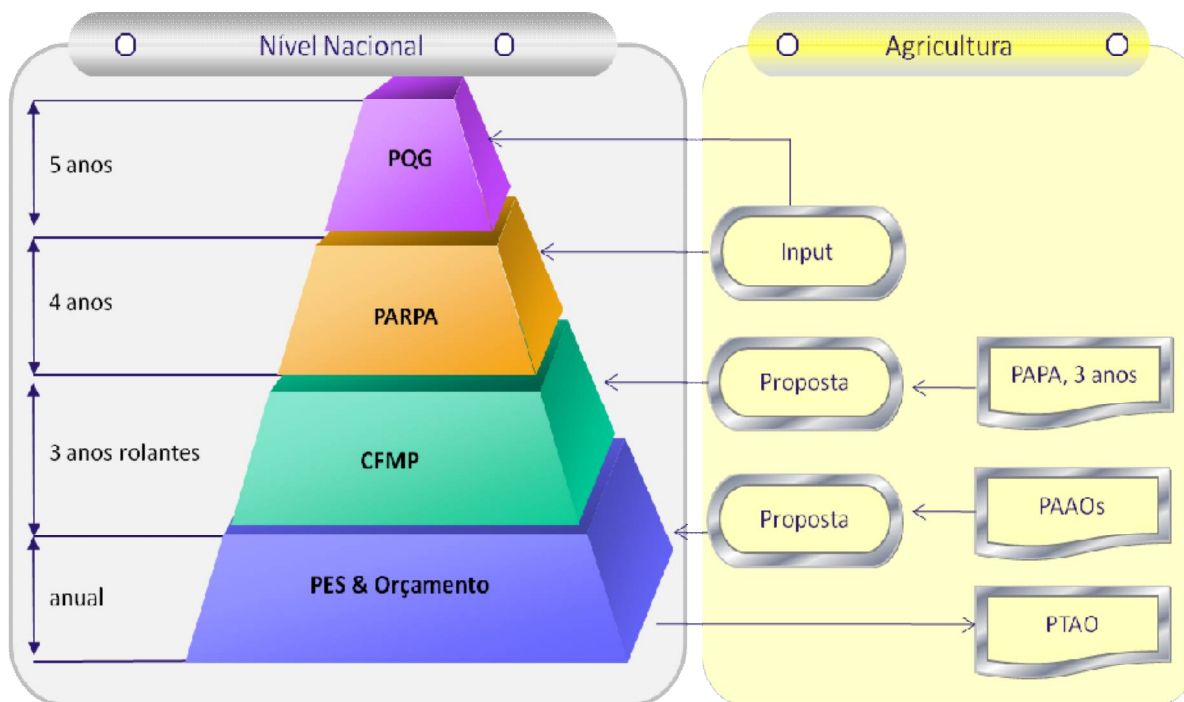 Nível Nacional
Agricultura
5 anos
PQG
Input
4 anos
PARPA
Proposta
PAPA, 3 anos
3 anos rolantes
CFMP
Proposta
PAAOs
anual
PES & Orçamento
PTAO